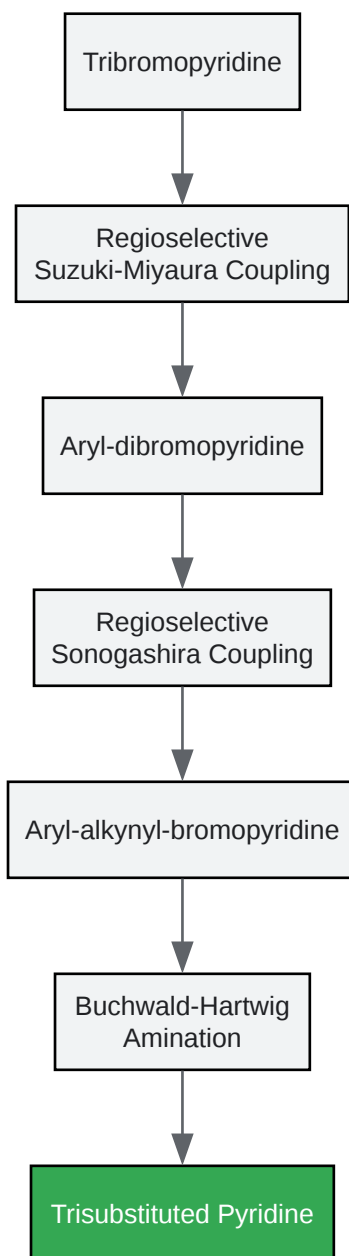 Tribromopyridine
Regioselective
Suzuki-Miyaura Coupling
Aryl-dibromopyridine
Regioselective
Sonogashira Coupling
Aryl-alkynyl-bromopyridine
Buchwald-Hartwig
Amination
Trisubstituted Pyridine